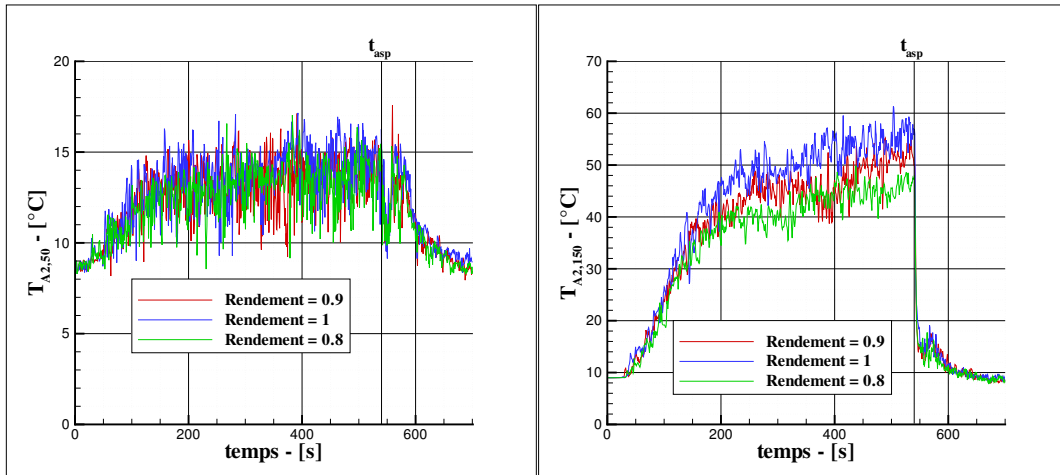 t_asp
20
15
10
5
0
T_A2,50 - [°C]
Rendement = 0.9
Rendement = 1
Rendement = 0.8
0
200
400
600
temps - [s]
t_asp
70
60
50
40
30
20
10
0
T_A2,150 - [°C]
Rendement = 0.9
Rendement = 1
Rendement = 0.8
0
200
400
600
temps - [s]